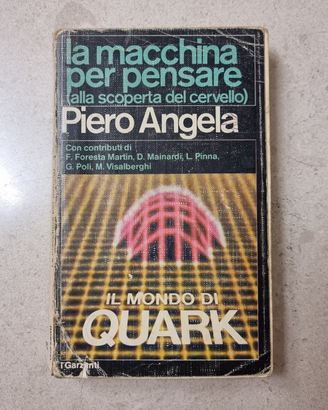 la macchina
per pensare
(alla scoperta del cervello)
Piero Angela
Con contributi di
F. Foresta Martin, D. Mainardi, L. Pinna,
G. Poli, M. Visalberghi
IL MONDO DI
QUARK
i Garzanti